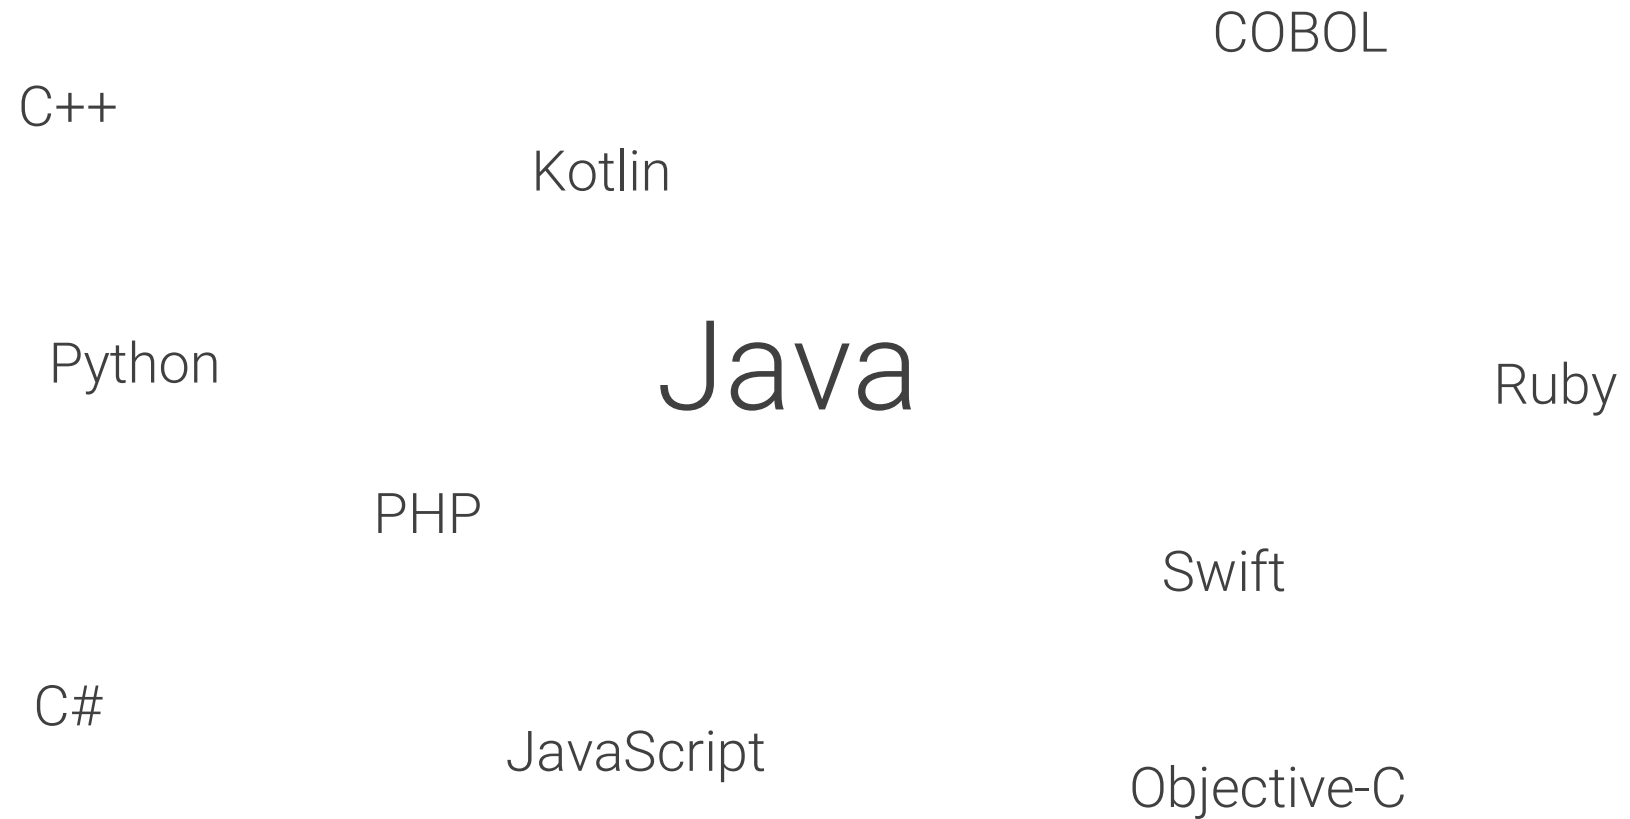 COBOL
C++
Kotlin
Python
Java
Ruby
PHP
Swift
C#
JavaScript
Objective-C